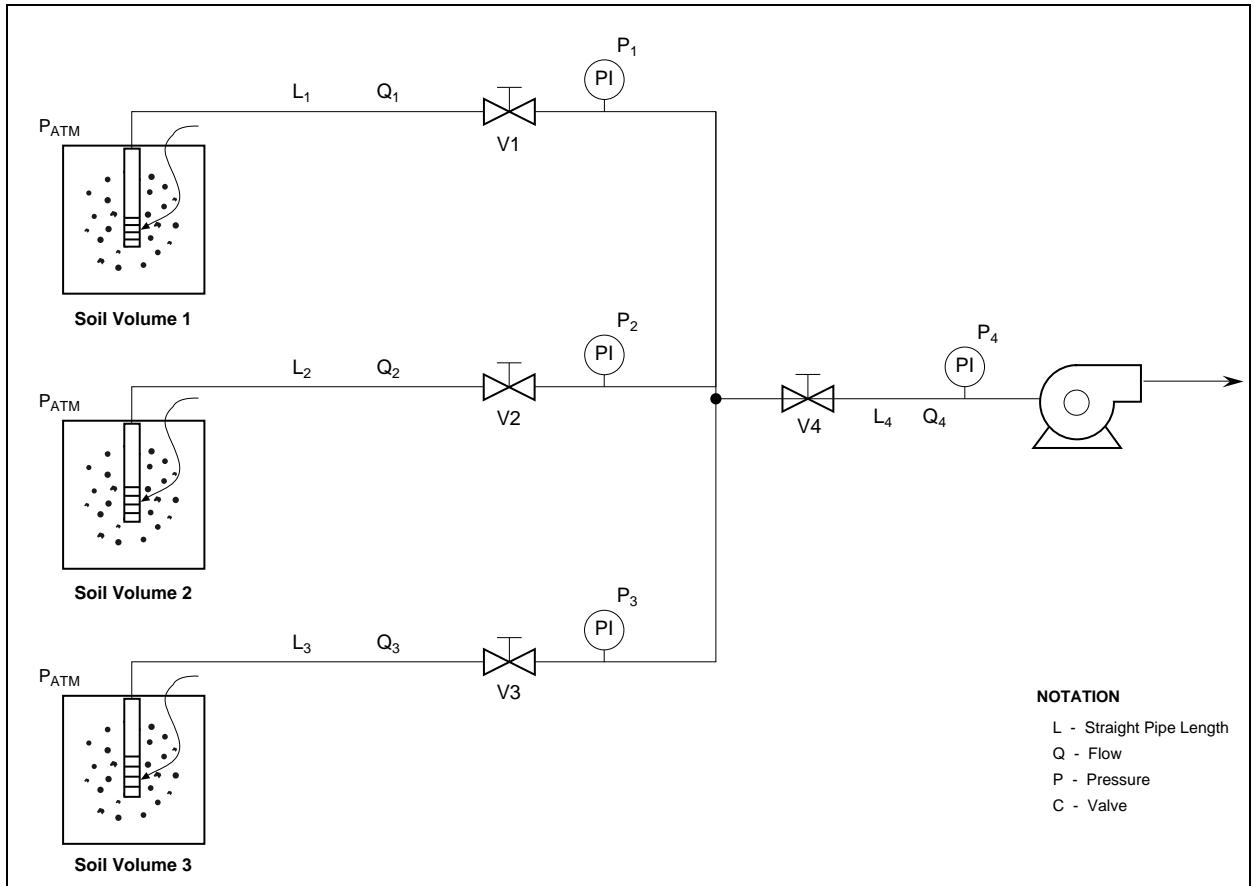 P1
PI
L1 Q1
V1
PATM
Soil Volume 1
P2
PI
L2 Q2
V2
PATM
Soil Volume 2
P4
PI
V4
L4 Q4
P3
PI
L3 Q3
V3
PATM
Soil Volume 3
NOTATION
L - Straight Pipe Length
Q - Flow
P - Pressure
C - Valve